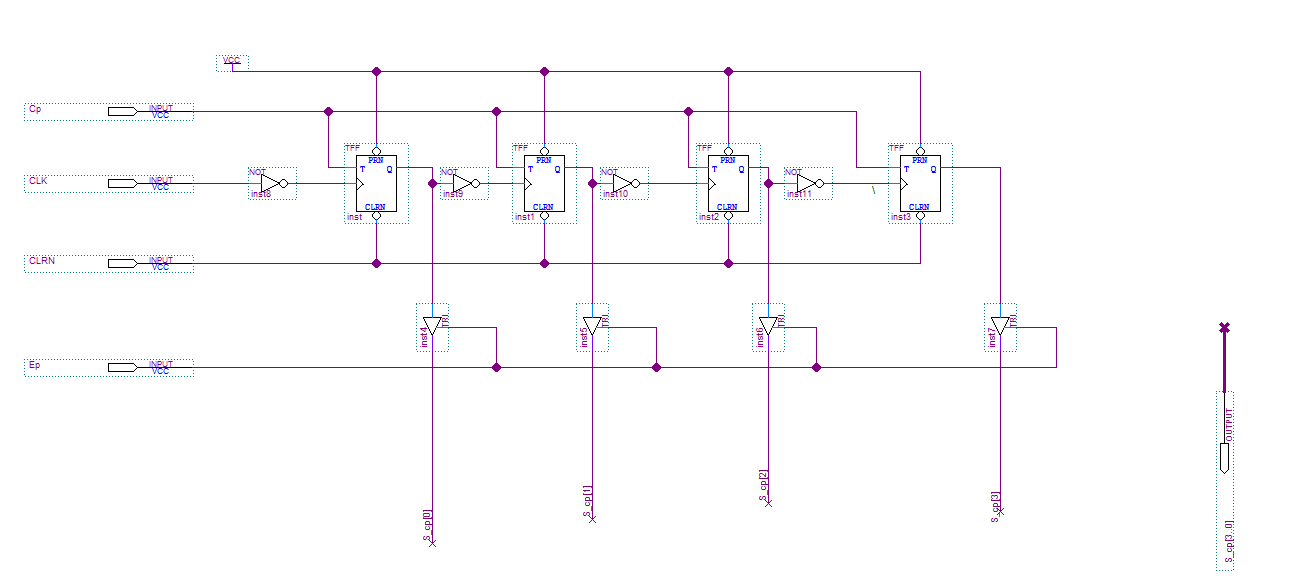 VCC
Cp
INPUT
VCC
TFF
PRN
T
Q
CLRN
inst
TFF
PRN
T
Q
CLRN
inst1
TFF
PRN
T
Q
CLRN
inst2
TFF
PRN
T
Q
CLRN
inst3
CLK
INPUT
VCC
NOT
inst8
NOT
inst9
NOT
inst10
NOT
inst11
CLRN
INPUT
VCC
TRI
inst4
TRI
inst5
TRI
inst6
TRI
inst7
Ep
INPUT
VCC
S_cp[0]
S_cp[1]
S_cp[2]
S_cp[3]
OUTPUT
S_cp[3..0]